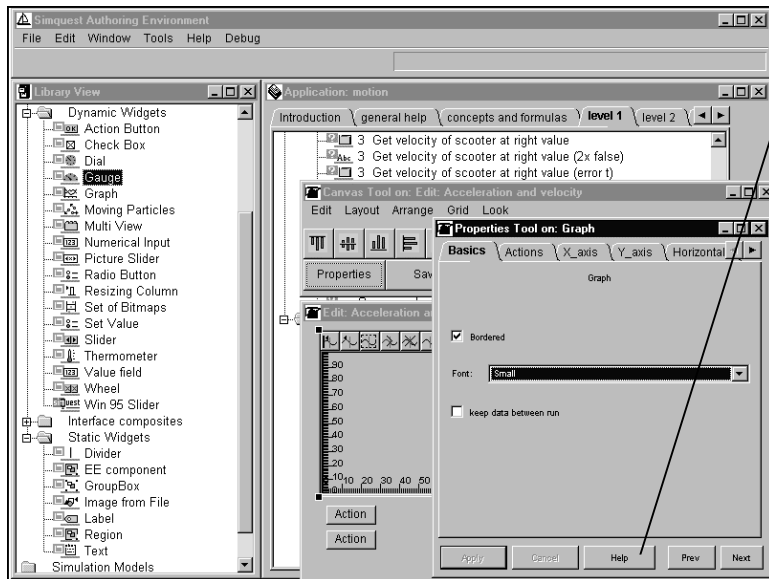 Simquest Authoring Environment
File Edit Window Tools Help Debug
Library View
Dynamic Widgets
OK Action Button
Check Box
Dial
Gauge
Graph
Moving Particles
Multi View
123 Numerical Input
Picture Slider
Radio Button
Resizing Column
Set of Bitmaps
Set Value
Slider
Thermometer
123 Value field
Wheel
Quest Win 95 Slider
Interface composites
Static Widgets
Divider
EE component
GroupBox
Image from File
Label
Region
Text
Simulation Models
Application: motion
Introduction general help concepts and formulas level 1 level 2
3 Get velocity of scooter at right value
Abc 3 Get velocity of scooter at right value (2x false)
3 Get velocity of scooter at right value (error t)
Canvas Tool on: Edit: Acceleration and velocity
Edit Layout Arrange Grid Look
Properties Sav
Edit: Acceleration an
90
80
70
60
50
40
30
20
10
10 20 30 40 50
Action
Action
Properties Tool on: Graph
Basics Actions X_axis Y_axis Horizontal
Graph
Bordered
Font: Small
keep data between run
Apply Cancel Help Prev Next